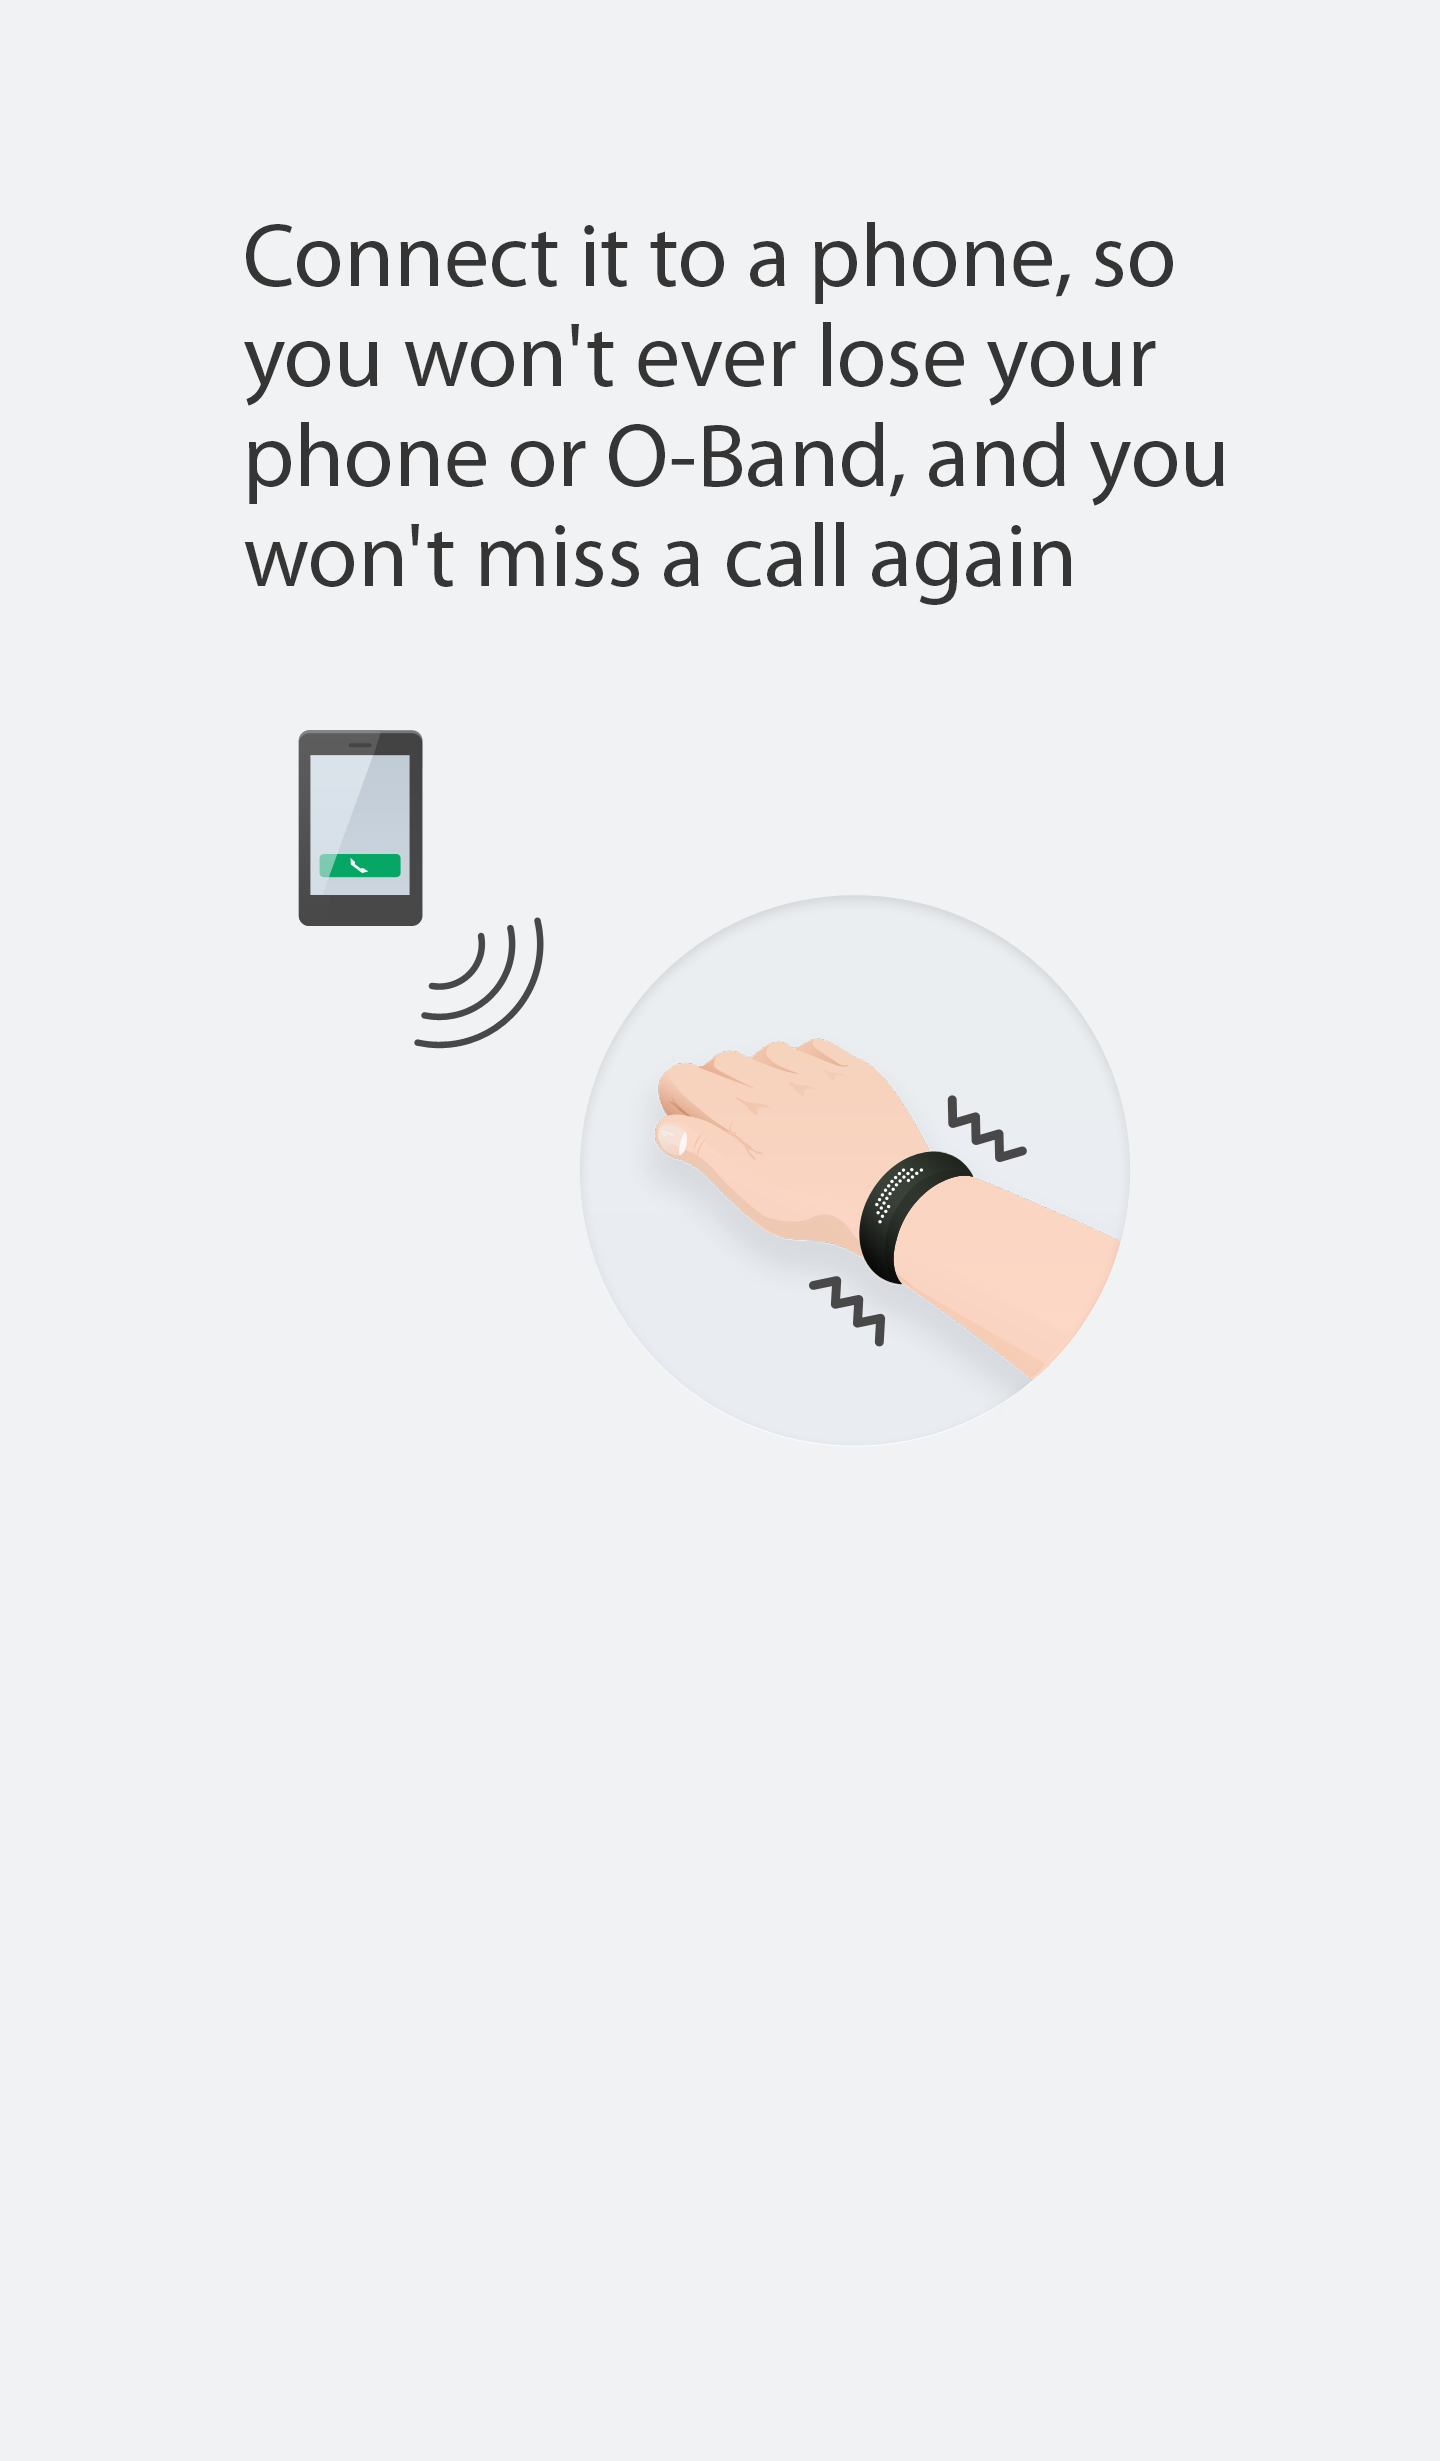 Connect it to a phone, so
you won't ever lose your
phone or O-Band, and you
won't miss a call again